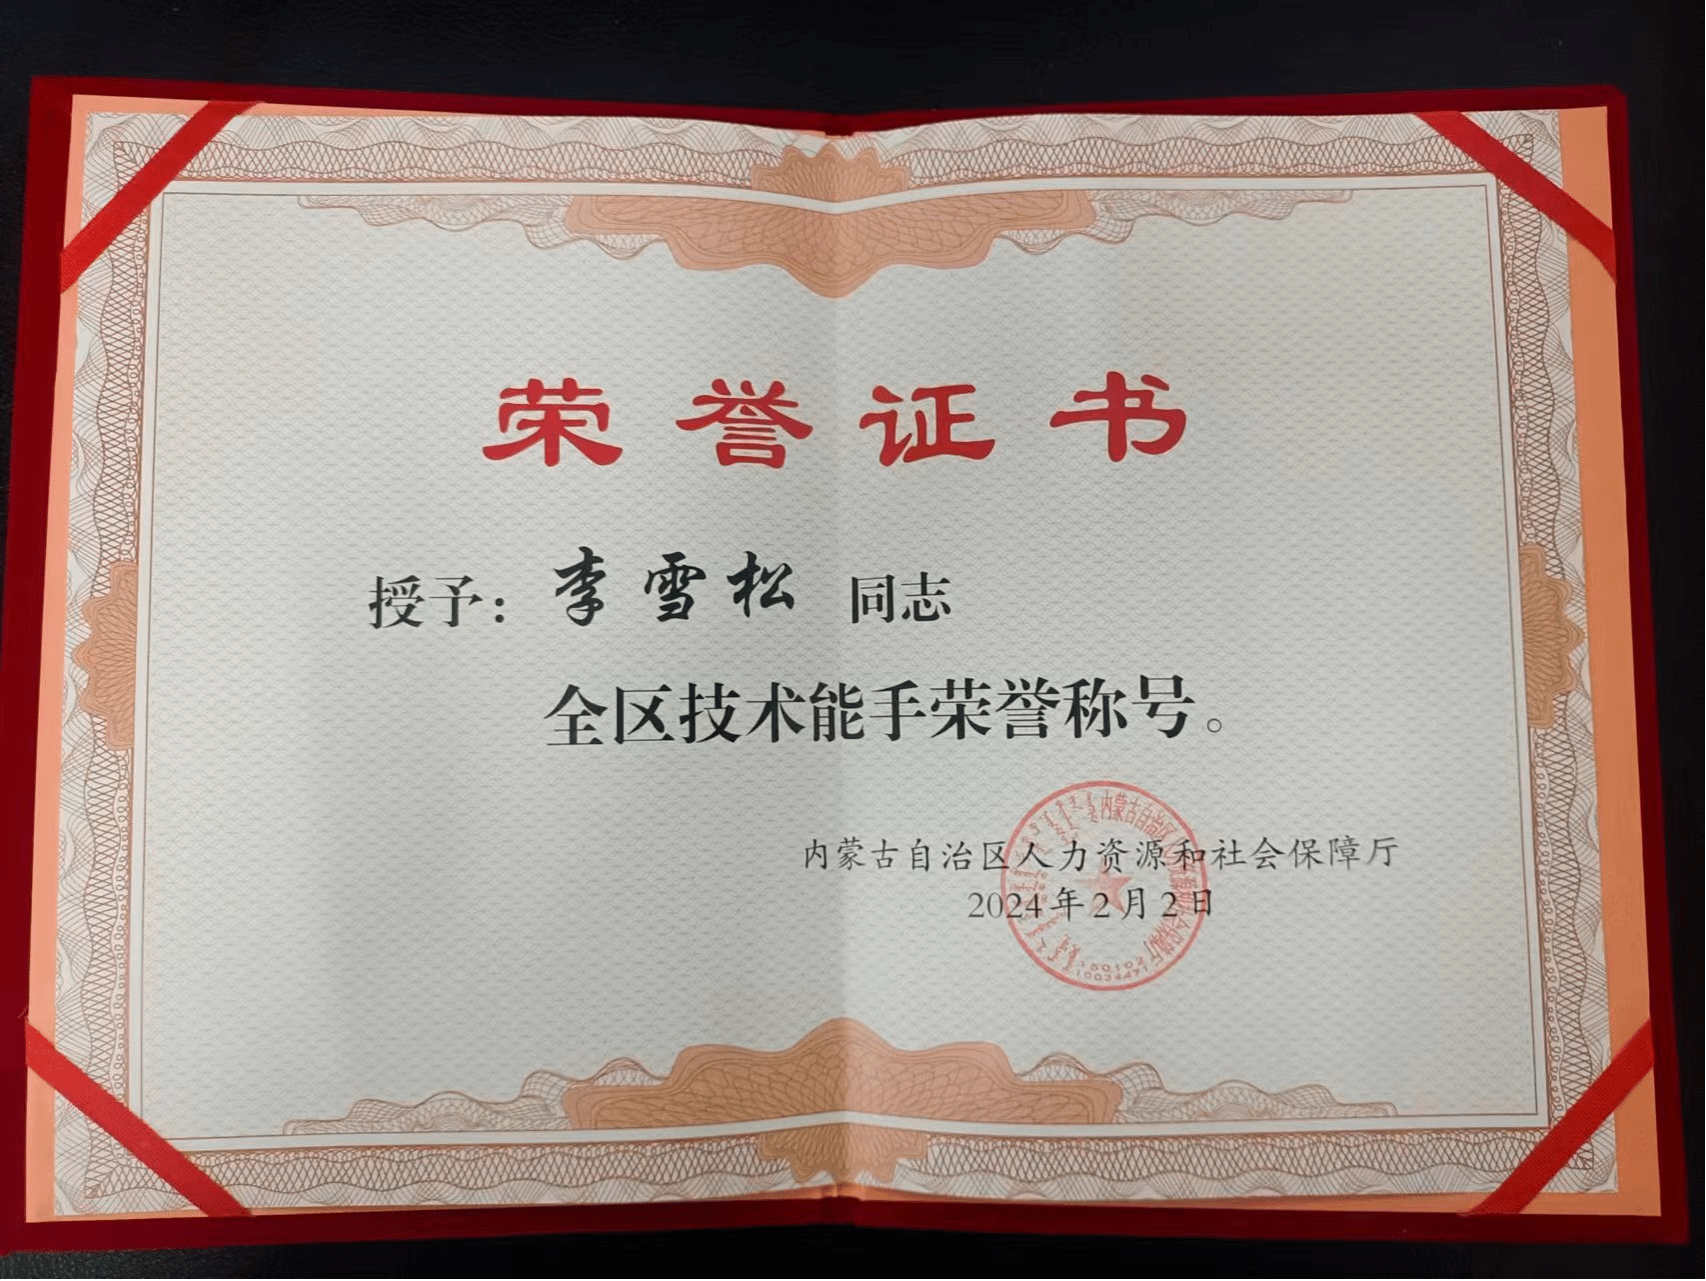 荣誉证书
授予：李雪松 同志
全区技术能手荣誉称号。
内蒙古自治区人力资源和社会保障厅
2024年2月2日